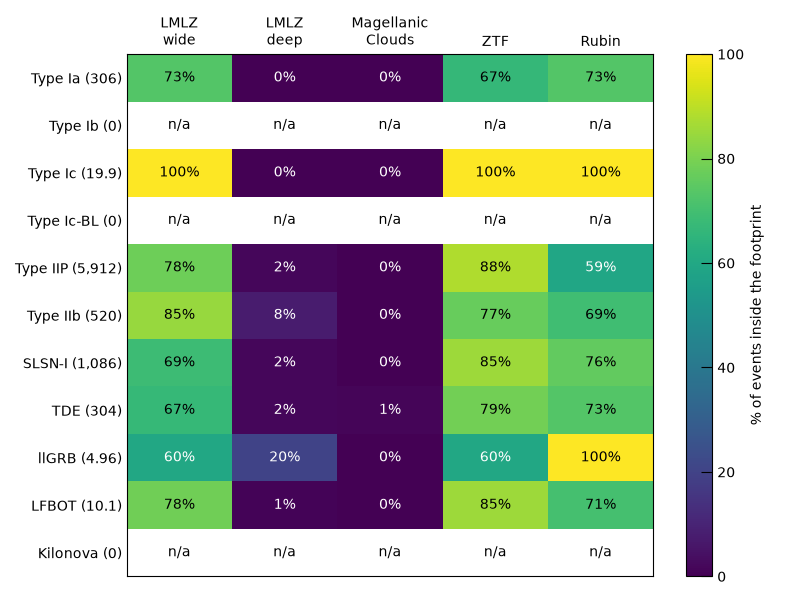 LMLZ wide
LMLZ deep
Magellanic Clouds
ZTF
Rubin
Type Ia (306) 73% 0% 0% 67% 73%
Type Ib (0) n/a n/a n/a n/a n/a
Type Ic (19.9) 100% 0% 0% 100% 100%
Type Ic-BL (0) n/a n/a n/a n/a n/a
Type IIP (5,912) 78% 2% 0% 88% 59%
Type IIb (520) 85% 8% 0% 77% 69%
SLSN-I (1,086) 69% 2% 0% 85% 76%
TDE (304) 67% 2% 1% 79% 73%
llGRB (4.96) 60% 20% 0% 60% 100%
LFBOT (10.1) 78% 1% 0% 85% 71%
Kilonova (0) n/a n/a n/a n/a n/a
100
80
60
40
20
0
% of events inside the footprint